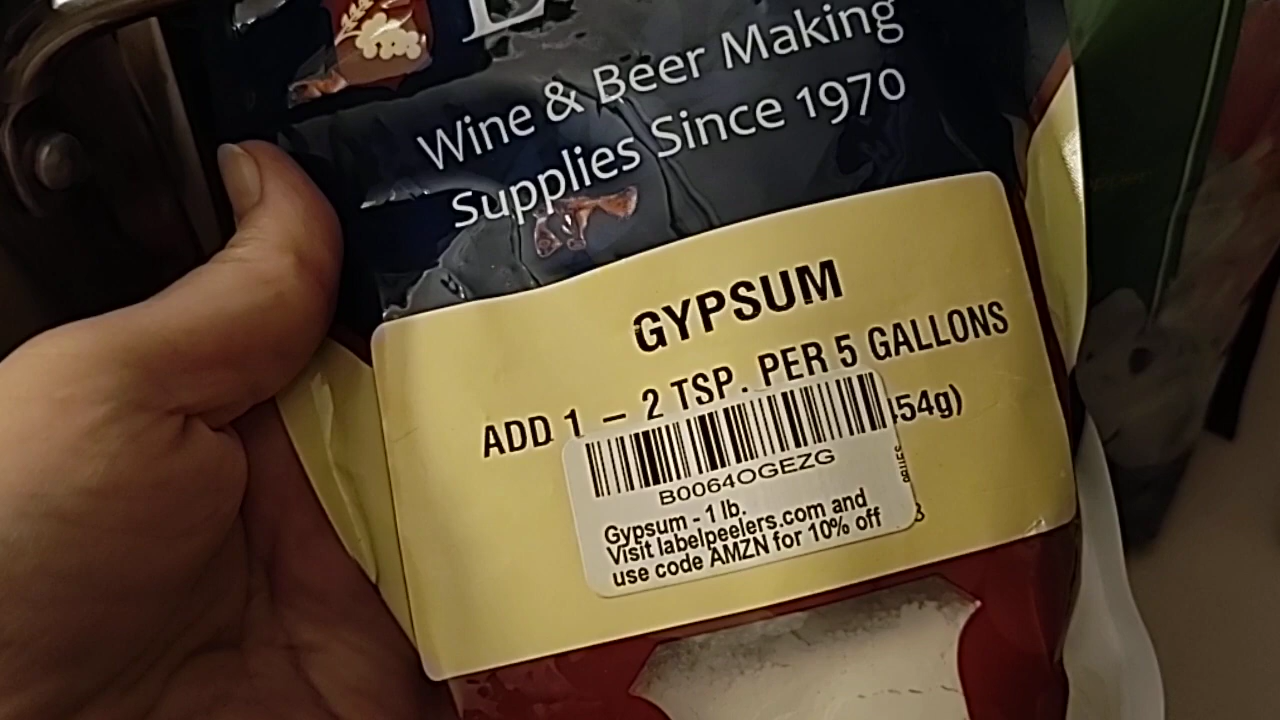 Wine & Beer Making
Supplies Since 1970
GYPSUM
ADD 1 – 2 TSP. PER 5 GALLONS
454g)
B0064OGEZG
Gypsum - 1 lb.
Visit labelpeelers.com and
use code AMZN for 10% off